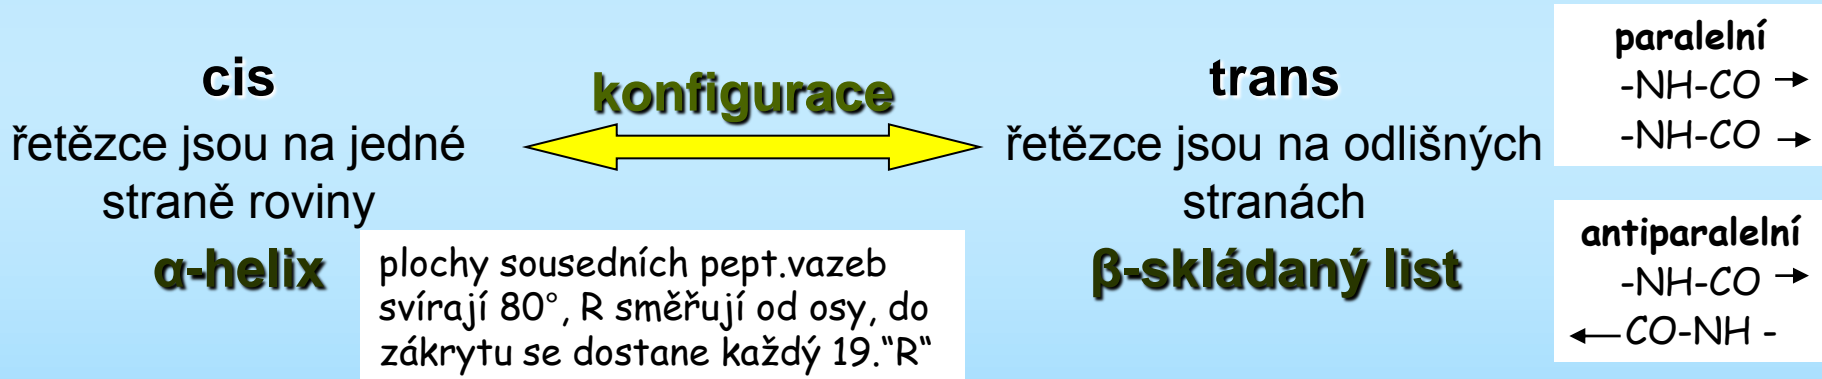 cis
řetězce jsou na jedné
straně roviny
α-helix
plochy sousedních pept.vazeb
svírají 80°, R směřují od osy, do
zákrytu se dostane každý 19.“R“
konfigurace
trans
řetězce jsou na odlišných
stranách
β-skládaný list
paralelní
-NH-CO →
-NH-CO →
antiparalelní
-NH-CO →
←CO-NH -